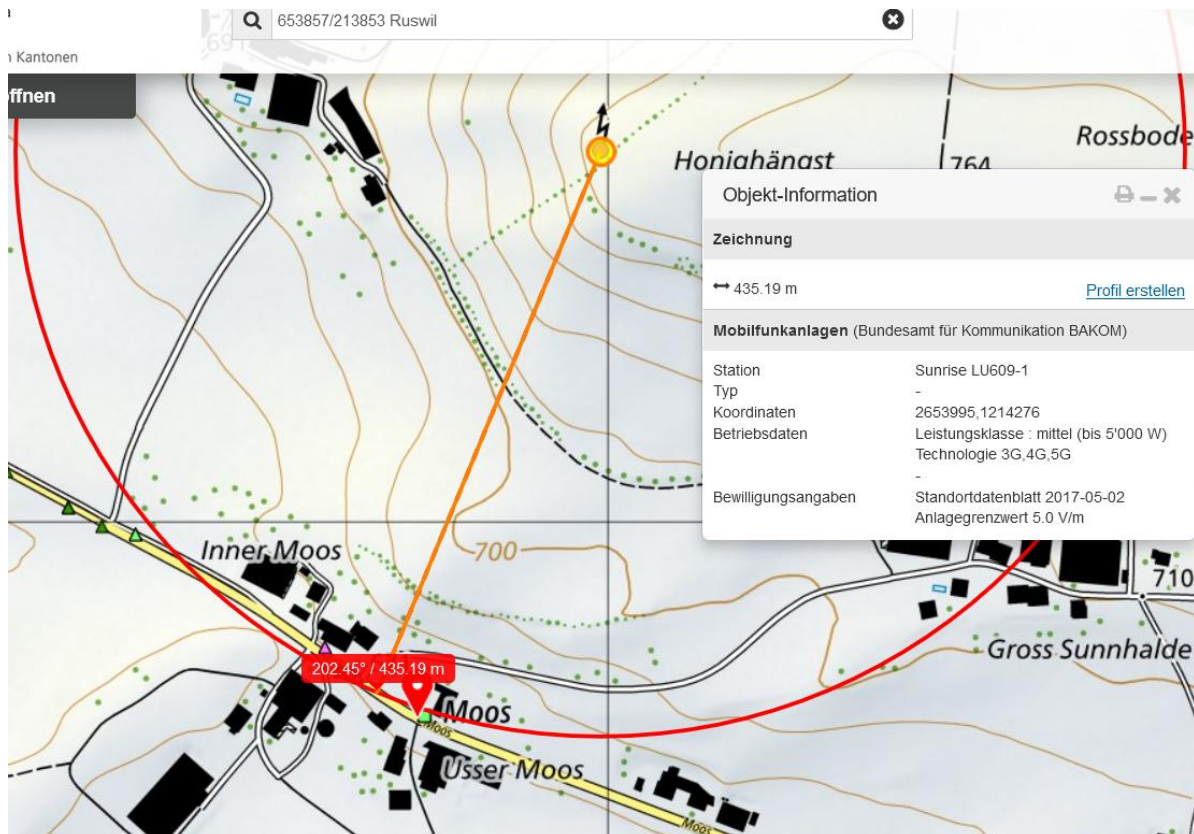 653857/213853 Ruswil
n Kantonen
691
öffnen
Rossbode
Honighängst
764
Objekt-Information
Zeichnung
435.19 m
Profil erstellen
Mobilfunkanlagen (Bundesamt für Kommunikation BAKOM)
Station Sunrise LU609-1
Typ -
Koordinaten 2653995,1214276
Betriebsdaten Leistungsklasse : mittel (bis 5'000 W)
Technologie 3G,4G,5G
-
Bewilligungsangaben Standortdatenblatt 2017-05-02
Anlagegrenzwert 5.0 V/m
Inner Moos
700
710
Gross Sunnhalde
202.45° / 435.19 m
Moos
Moos
Usser Moos
Moos